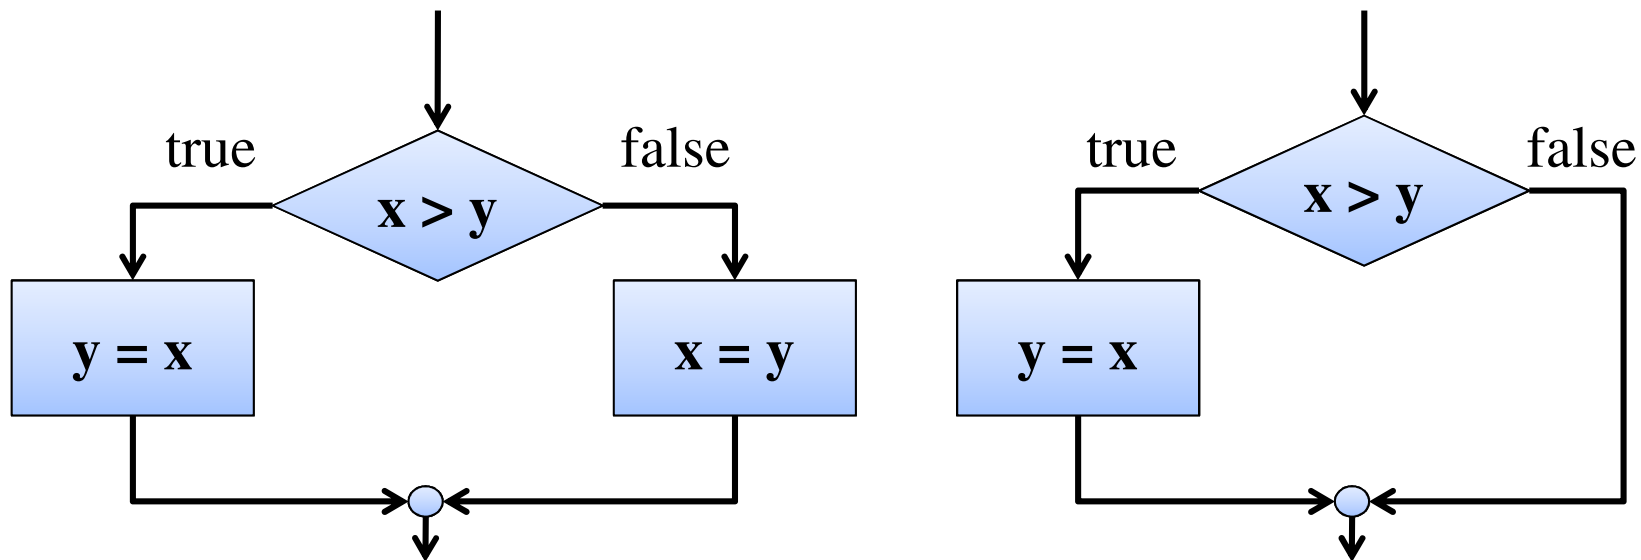 true
false
x > y
y = x
x = y
true
false
x > y
y = x